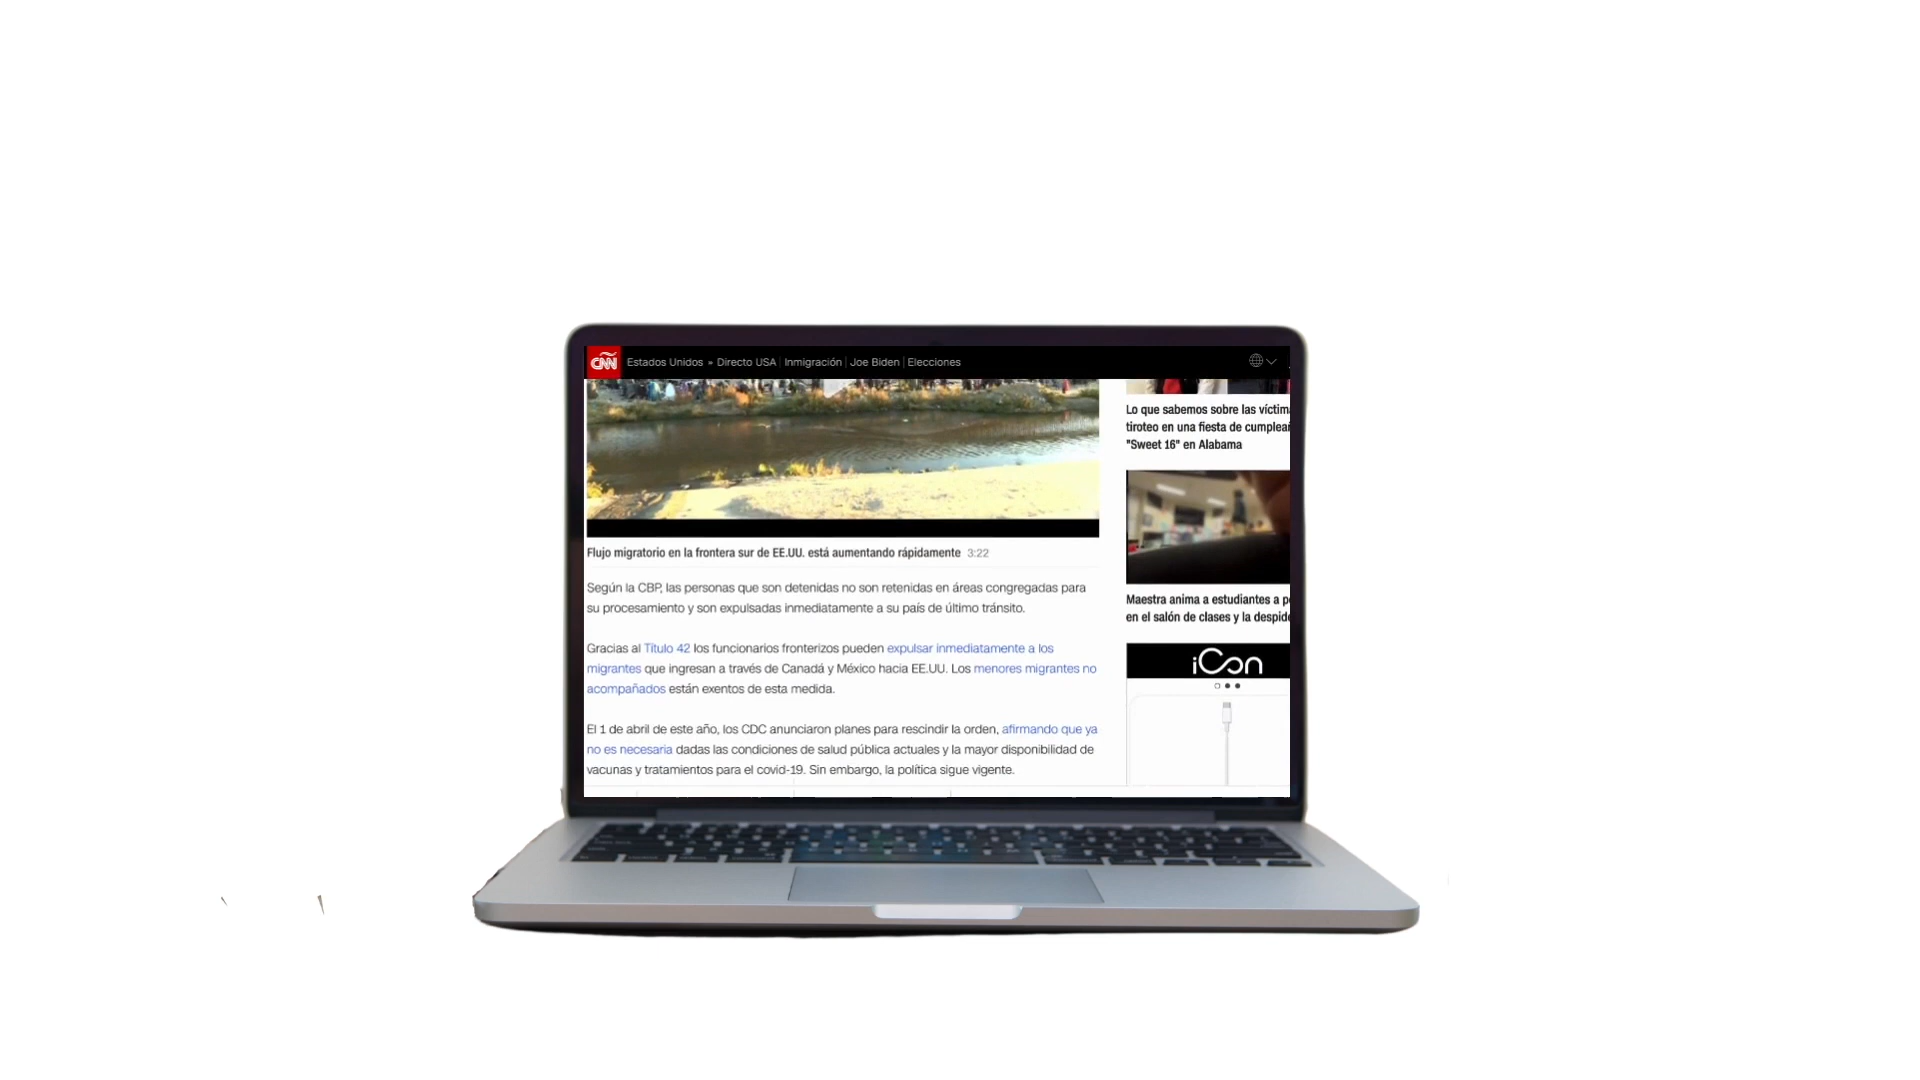 CNN
Estados Unidos » Directo USA | Inmigración | Joe Biden | Elecciones
Flujo migratorio en la frontera sur de EE.UU. está aumentando rápidamente 3:22
Según la CBP, las personas que son detenidas no son retenidas en áreas congregadas para
su procesamiento y son expulsadas inmediatamente a su país de último tránsito.
Gracias al Título 42 los funcionarios fronterizos pueden expulsar inmediatamente a los
migrantes que ingresan a través de Canadá y México hacia EE.UU. Los menores migrantes no
acompañados están exentos de esta medida.
El 1 de abril de este año, los CDC anunciaron planes para rescindir la orden, afirmando que ya
no es necesaria dadas las condiciones de salud pública actuales y la mayor disponibilidad de
vacunas y tratamientos para el covid-19. Sin embargo, la política sigue vigente.
Lo que sabemos sobre las víctim
tiroteo en una fiesta de cumplea
"Sweet 16" en Alabama
Maestra anima a estudiantes a p
en el salón de clases y la despid
iCon